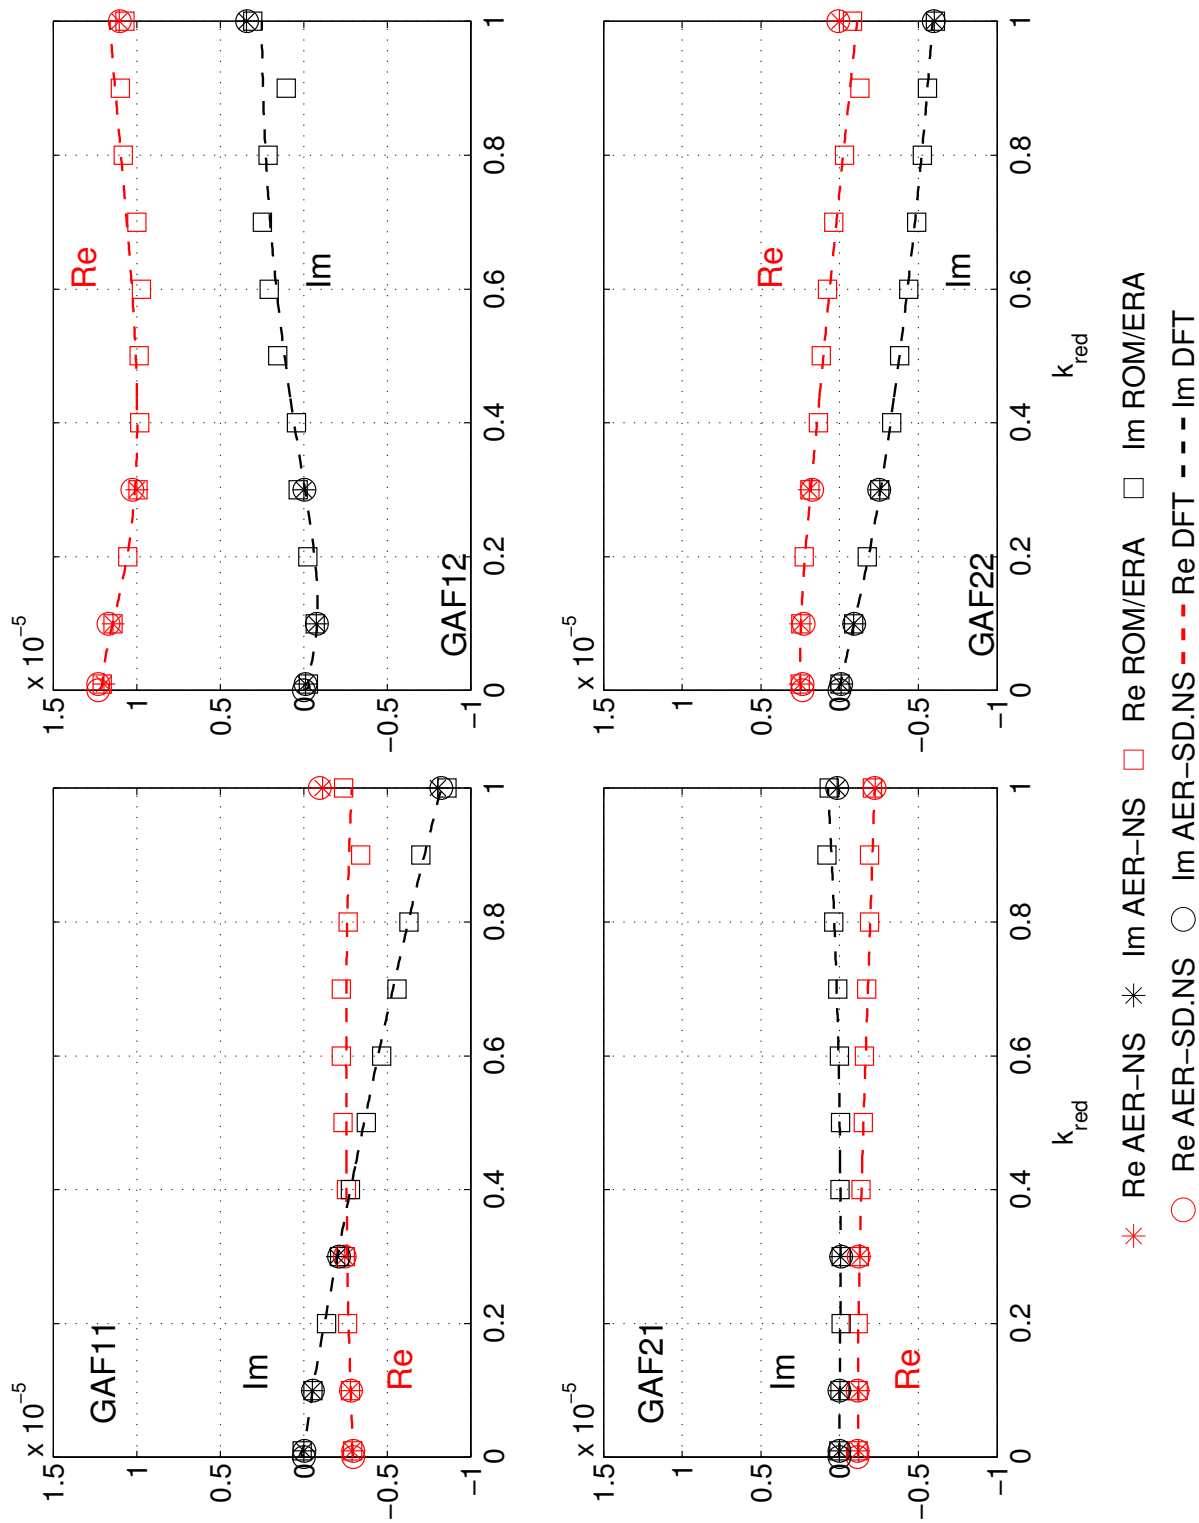 x 10⁻⁵
1.5
1
0.5
0
−0.5
−1
0
0.2
0.4
0.6
0.8
1
GAF11
Im
Re
x 10⁻⁵
1.5
1
0.5
0
−0.5
−1
0
0.2
0.4
0.6
0.8
1
GAF12
Re
Im
x 10⁻⁵
1.5
1
0.5
0
−0.5
−1
0
0.2
0.4
0.6
0.8
1
k_red
GAF21
Im
Re
x 10⁻⁵
1.5
1
0.5
0
−0.5
−1
0
0.2
0.4
0.6
0.8
1
k_red
GAF22
Re
Im
Re AER−NS Im AER−NS Re ROM/ERA Im ROM/ERA
Re AER−SD.NS Im AER−SD.NS Re DFT Im DFT